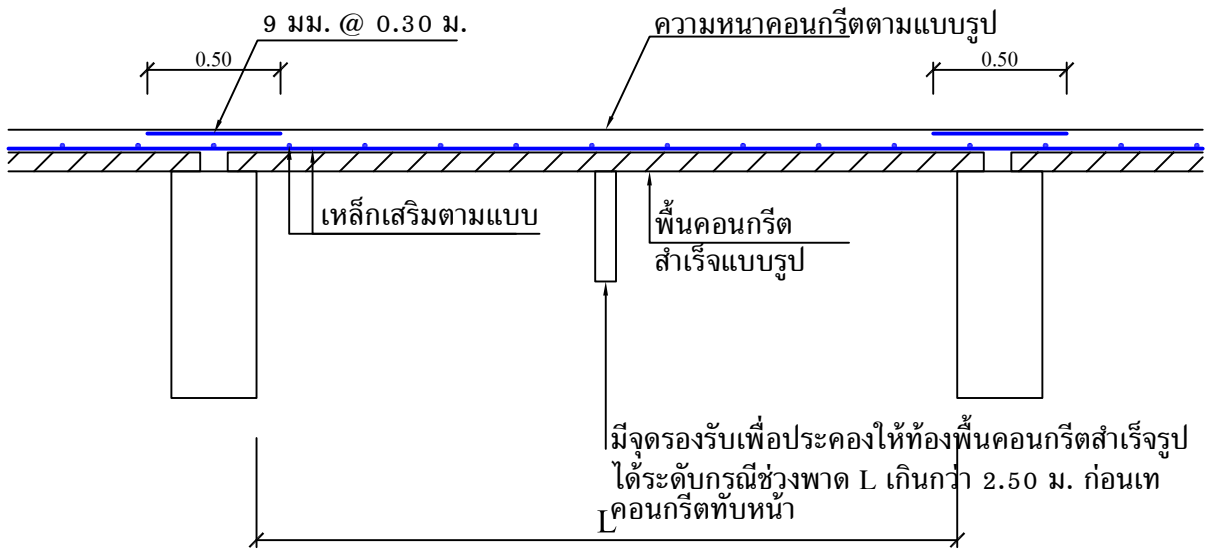 9 มม. @ 0.30 ม.
ความหนาคอนกรีตตามแบบรูป
0.50
0.50
เหล็กเสริมตามแบบ
พื้นคอนกรีต
สำเร็จแบบรูป
มีจุดรองรับเพื่อประคองให้ท้องพื้นคอนกรีตสำเร็จรูป
ได้ระดับกรณีช่วงพาด L เกินกว่า 2.50 ม. ก่อนเท
คอนกรีตทับหน้า
L